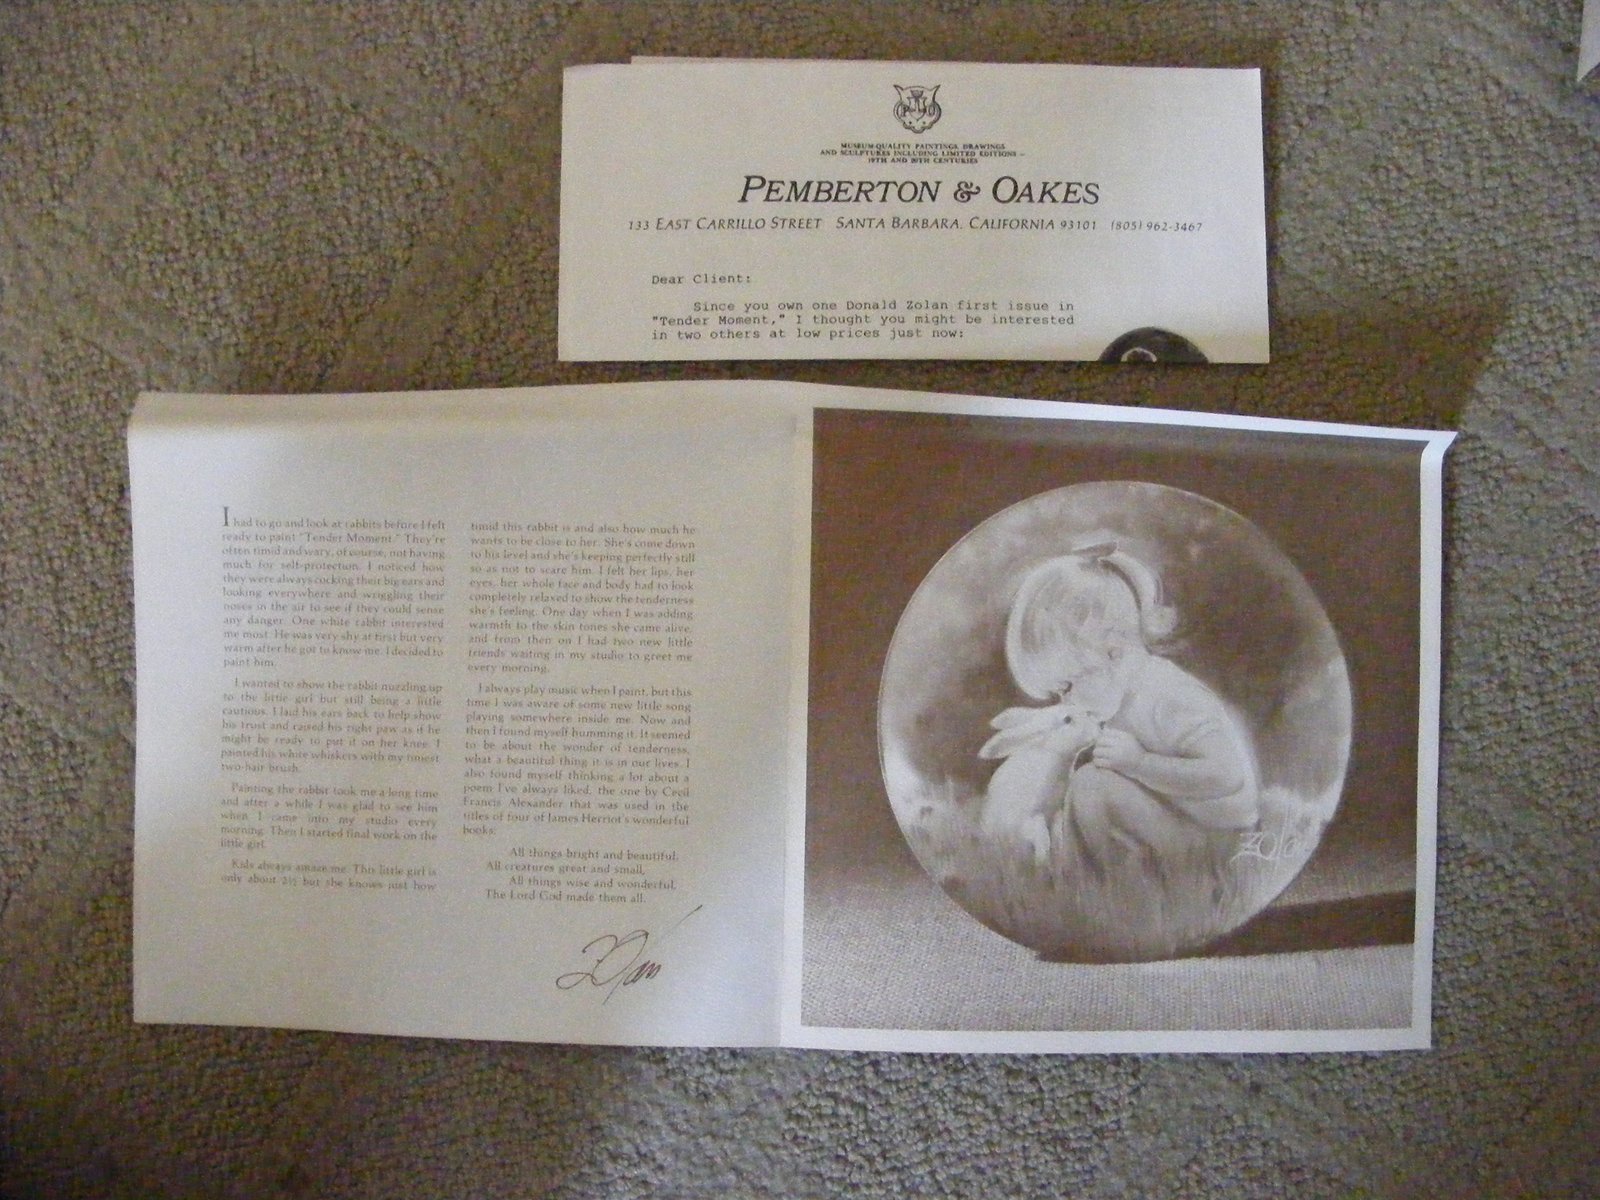 MUSEUM-QUALITY PAINTINGS, DRAWINGS
AND SCULPTURES INCLUDING LIMITED EDITIONS –
19TH AND 20TH CENTURIES
PEMBERTON & OAKES
133 EAST CARRILLO STREET SANTA BARBARA, CALIFORNIA 93101 (805) 962-3467
Dear Client:
Since you own one Donald Zolan first issue in
"Tender Moment," I thought you might be interested
in two others at low prices just now:
I had to go and look at rabbits before I felt
ready to paint "Tender Moment." They're
often timid and wary, of course, not having
much for self-protection. I noticed how
they were always cocking their big ears and
looking everywhere and wriggling their
noses in the air to see if they could sense
any danger. One white rabbit interested
me most. He was very shy at first but very
warm after he got to know me. I decided to
paint him.
I wanted to show the rabbit nuzzling up
to the little girl but still being a little
cautious. I laid his ears back to help show
his trust and raised his right paw as if he
might be ready to put it on her knee. I
painted his white whiskers with my tiniest
two-hair brush.
Painting the rabbit took me a long time
and after a while I was glad to see him
when I came into my studio every
morning. Then I started final work on the
little girl.
Kids always amaze me. This little girl is
only about 2½ but she knows just how
timid this rabbit is and also how much he
wants to be close to her. She's come down
to his level and she's keeping perfectly still
so as not to scare him. I felt her lips, her
eyes, her whole face and body had to look
completely relaxed to show the tenderness
she's feeling. One day when I was adding
warmth to the skin tones she came alive,
and from then on I had two new little
friends waiting in my studio to greet me
every morning.
I always play music when I paint, but this
time I was aware of some new little song
playing somewhere inside me. Now and
then I found myself humming it. It seemed
to be about the wonder of tenderness,
what a beautiful thing it is in our lives. I
also found myself thinking a lot about a
poem I've always liked, the one by Cecil
Francis Alexander that was used in the
titles of four of James Herriot's wonderful
books:
All things bright and beautiful,
All creatures great and small,
All things wise and wonderful,
The Lord God made them all.
Zolan
ZOlan